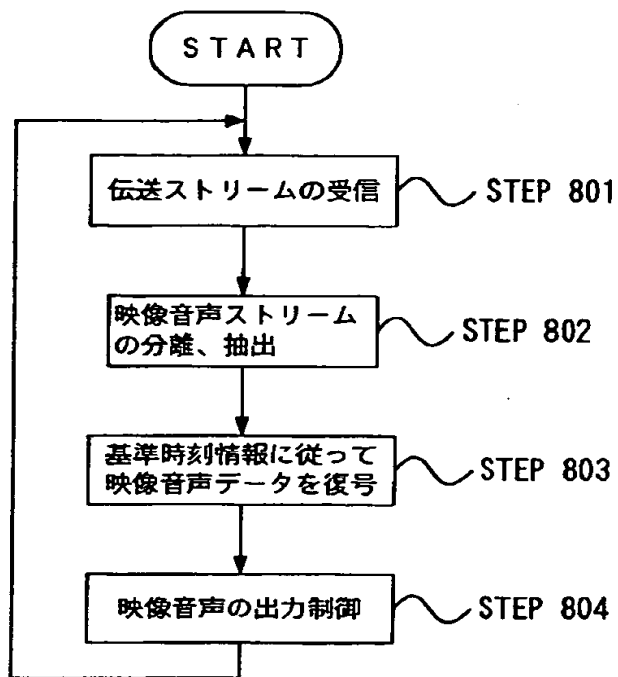 START
伝送ストリームの受信
STEP 801
映像音声ストリーム
の分離、抽出
STEP 802
基準時刻情報に従って
映像音声データを復号
STEP 803
映像音声の出力制御
STEP 804